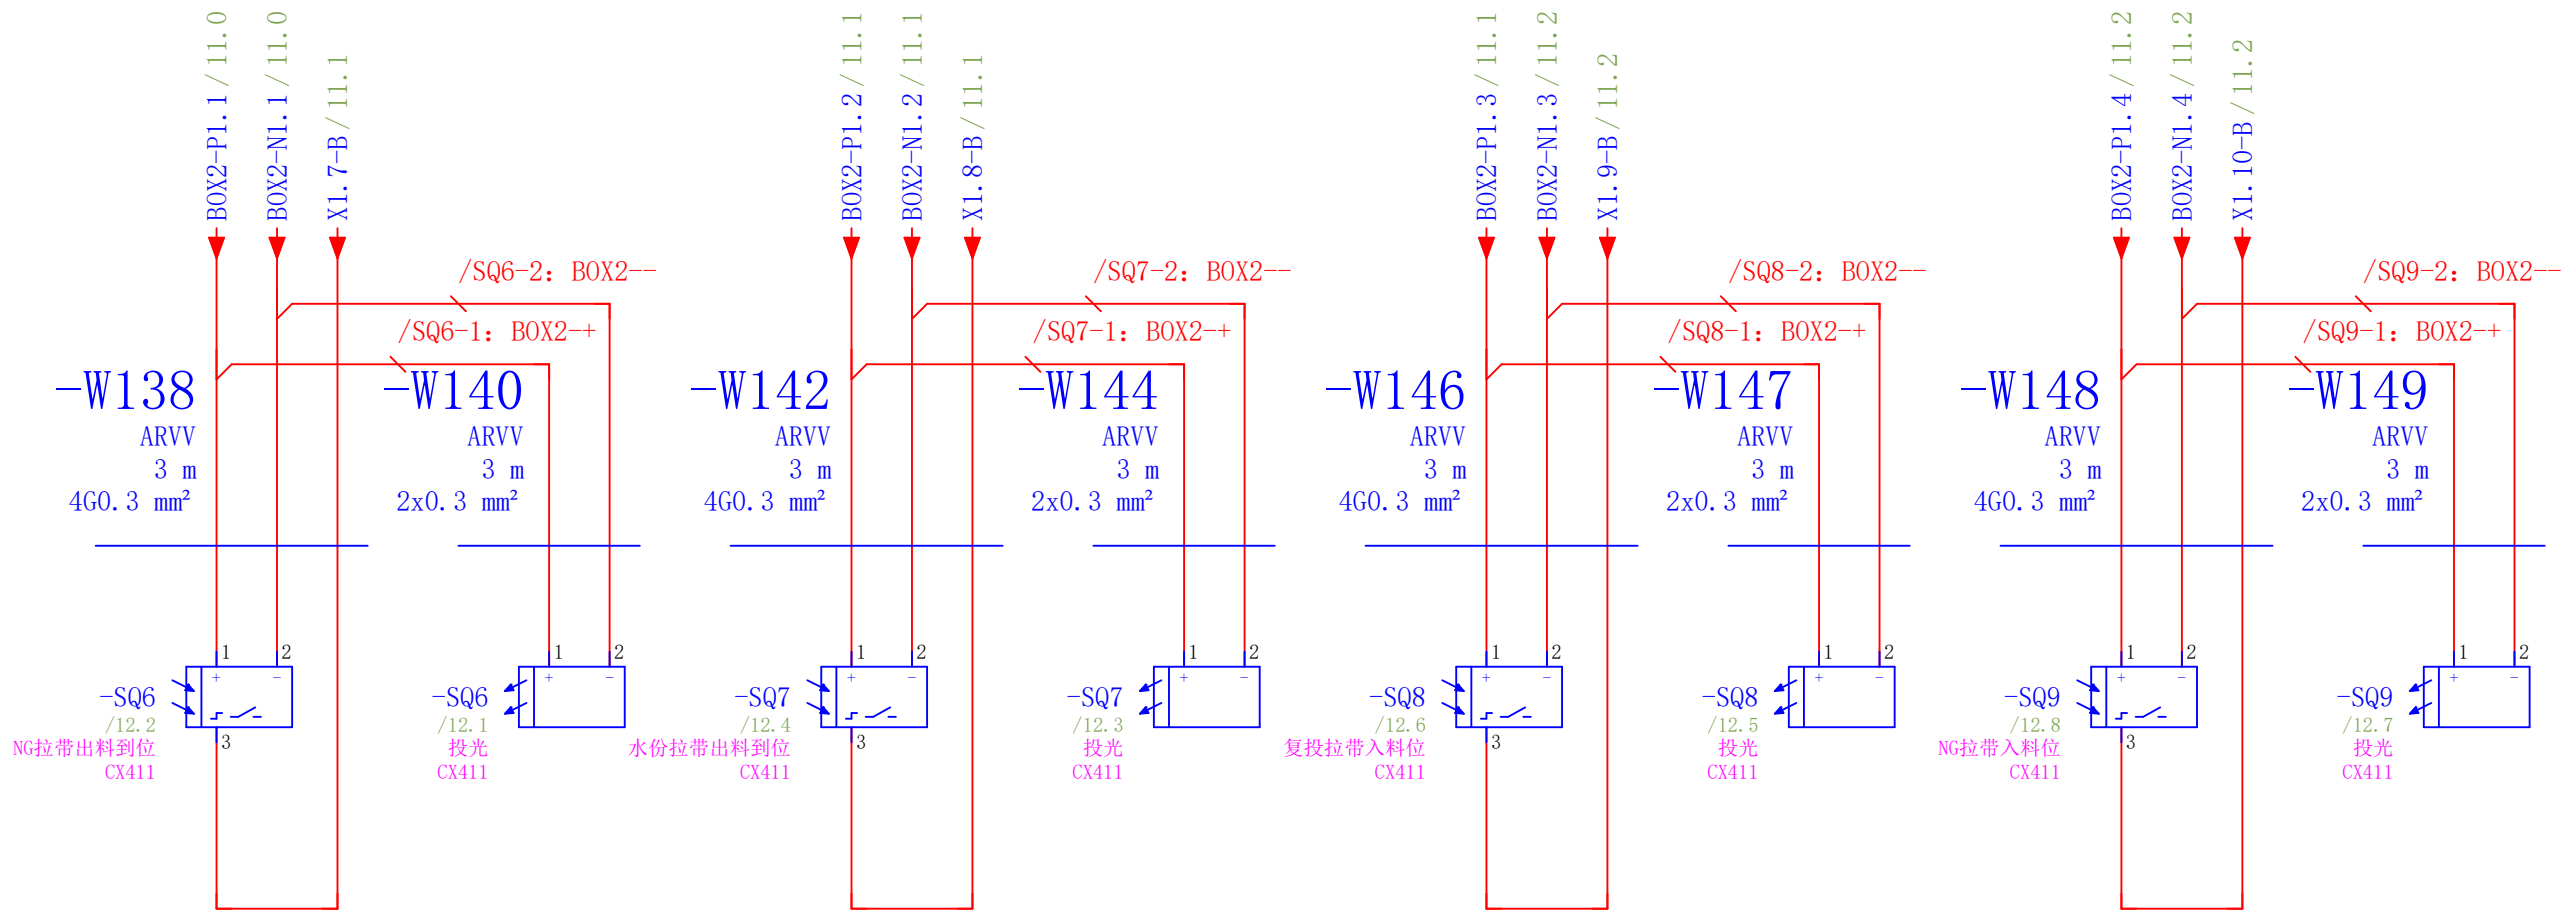 BOX2-P1.1/11.0
BOX2-N1.1/11.0
X1.7-B/11.1
BOX2-P1.2/11.1
BOX2-N1.2/11.1
X1.8-B/11.1
BOX2-P1.3/11.1
BOX2-N1.3/11.2
X1.9-B/11.2
BOX2-P1.4/11.2
BOX2-N1.4/11.2
X1.10-B/11.2
/SQ6-2: BOX2--
/SQ6-1: BOX2-+
/SQ7-2: BOX2--
/SQ7-1: BOX2-+
/SQ8-2: BOX2--
/SQ8-1: BOX2-+
/SQ9-2: BOX2--
/SQ9-1: BOX2-+
-W138
ARVV
3 m
4G0.3 mm²
-W140
ARVV
3 m
2x0.3 mm²
-W142
ARVV
3 m
4G0.3 mm²
-W144
ARVV
3 m
2x0.3 mm²
-W146
ARVV
3 m
4G0.3 mm²
-W147
ARVV
3 m
2x0.3 mm²
-W148
ARVV
3 m
4G0.3 mm²
-W149
ARVV
3 m
2x0.3 mm²
1 2
+ -
3
-SQ6
/12.2
NG拉带出料到位
CX411
1 2
+ -
-SQ6
/12.1
投光
CX411
1 2
+ -
3
-SQ7
/12.4
水份拉带出料到位
CX411
1 2
+ -
-SQ7
/12.3
投光
CX411
1 2
+ -
3
-SQ8
/12.6
复投拉带入料位
CX411
1 2
+ -
-SQ8
/12.5
投光
CX411
1 2
+ -
3
-SQ9
/12.8
NG拉带入料位
CX411
1 2
+ -
-SQ9
/12.7
投光
CX411